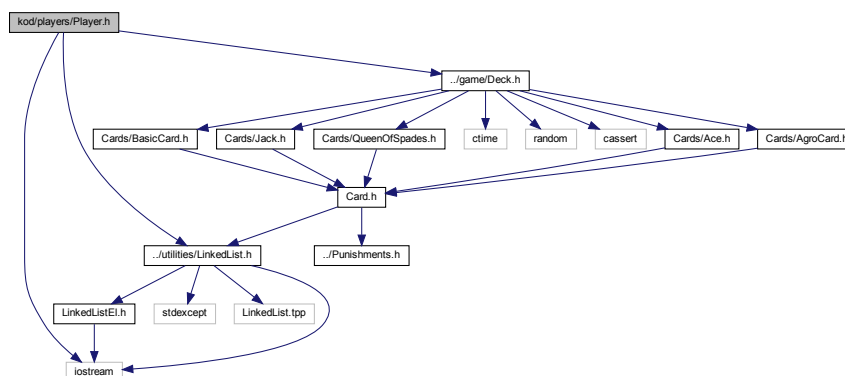 kod/players/Player.h
../game/Deck.h
Cards/BasicCard.h
Cards/Jack.h
Cards/QueenOfSpades.h
ctime
random
cassert
Cards/Ace.h
Cards/AgroCard.h
Card.h
../utilities/LinkedList.h
../Punishments.h
LinkedListEl.h
stdexcept
LinkedList.tpp
iostream